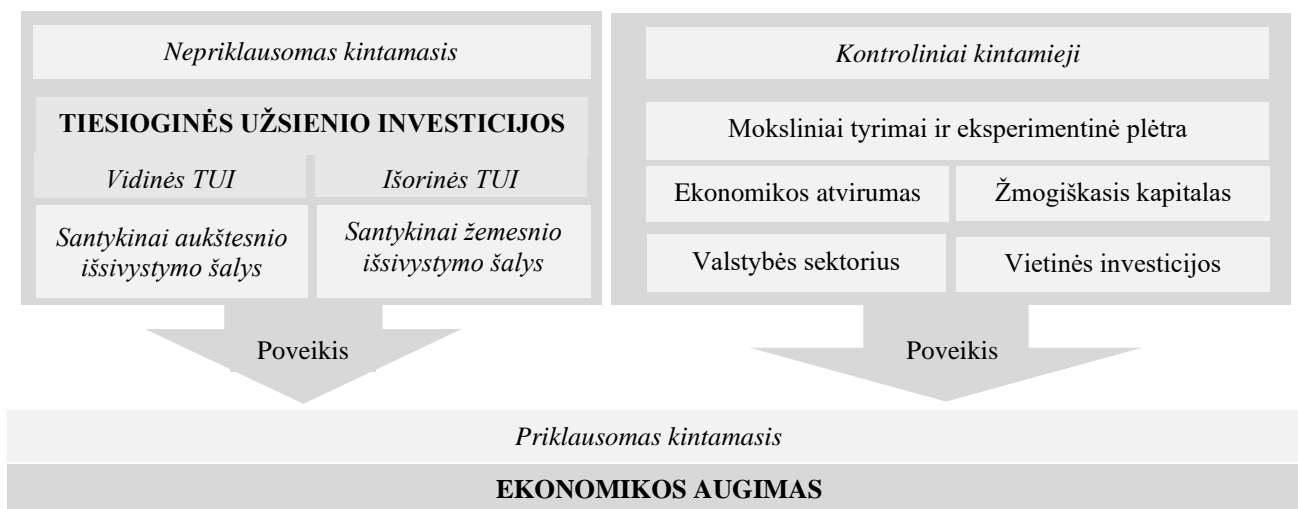 Nepriklausomas kintamasis
TIESIOGINĖS UŽSIENIO INVESTICIJOS
Vidinės TUI
Išorinės TUI
Santykinai aukštesnio
išsivystymo šalys
Santykinai žemesnio
išsivystymo šalys
Poveikis
Kontroliniai kintamieji
Moksliniai tyrimai ir eksperimentinė plėtra
Ekonomikos atvirumas
Žmogiškasis kapitalas
Valstybės sektorius
Vietinės investicijos
Poveikis
Priklausomas kintamasis
EKONOMIKOS AUGIMAS